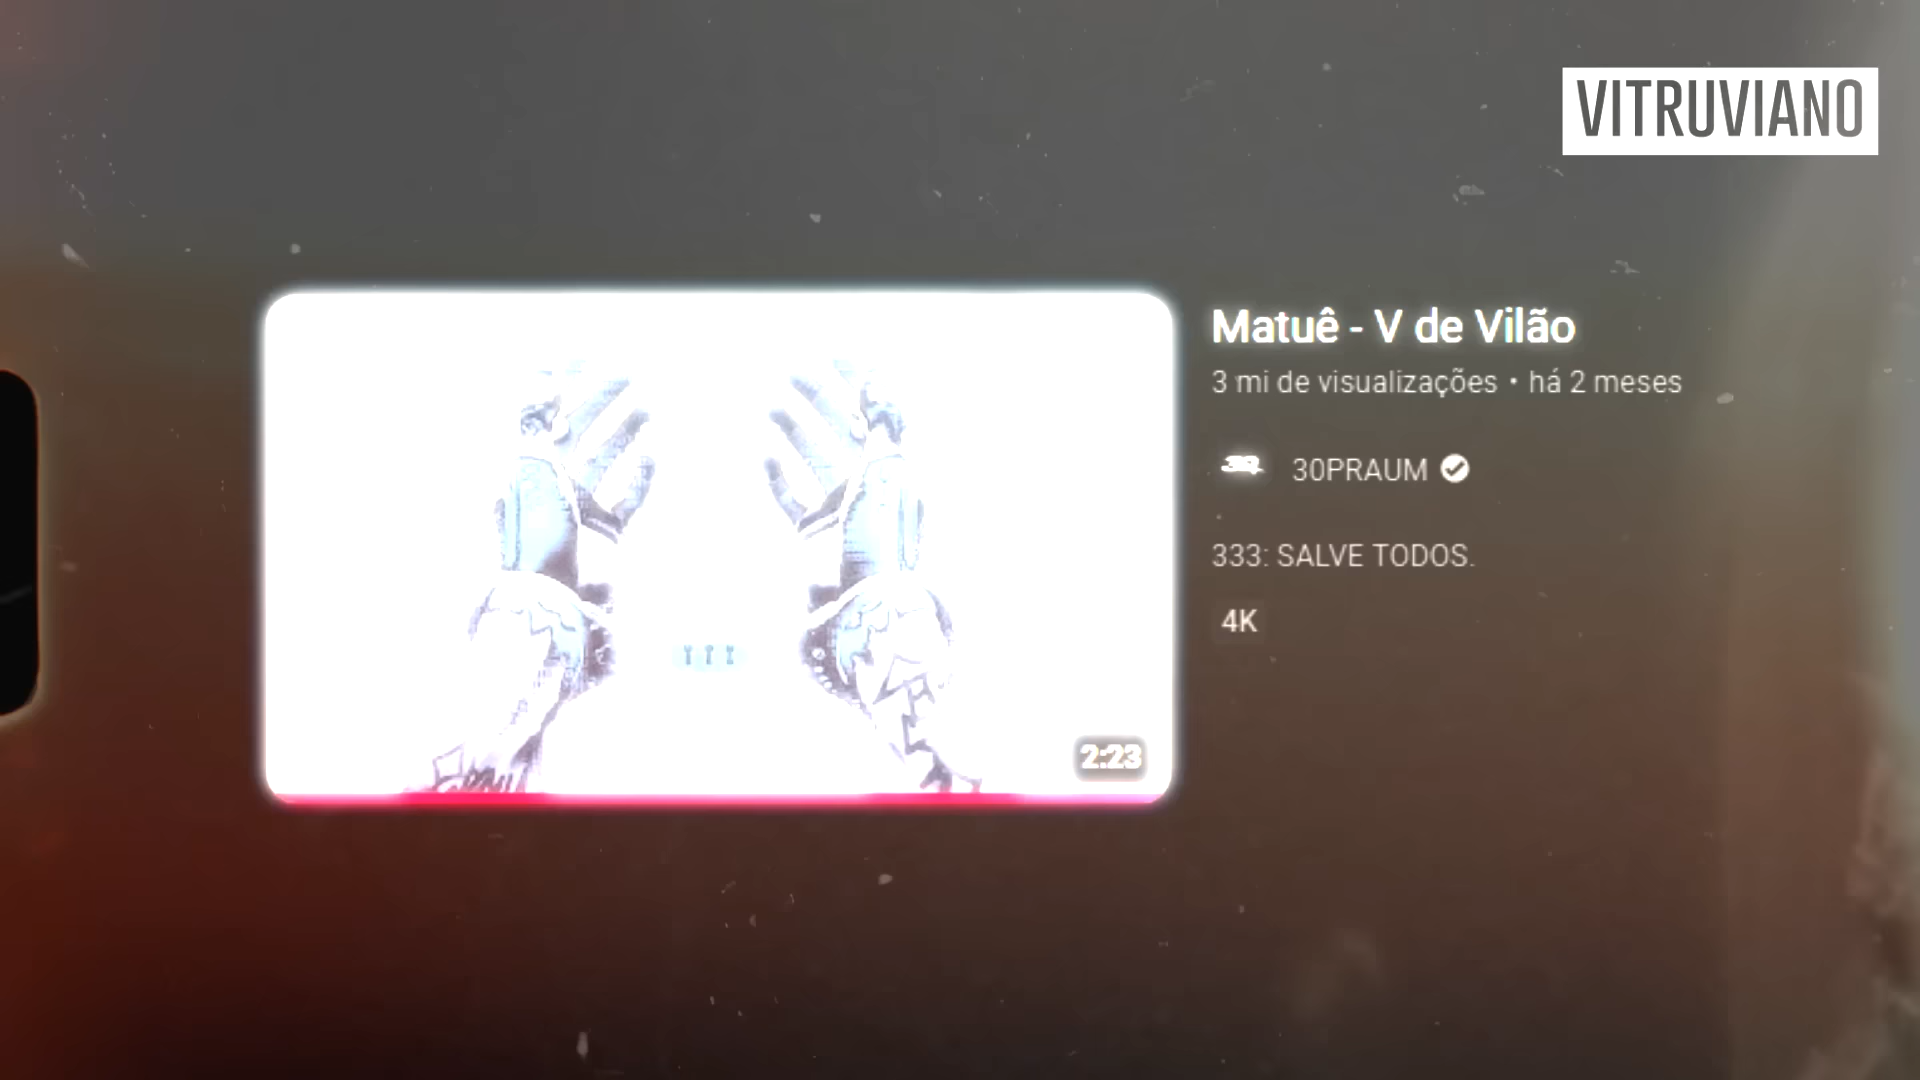 VITRUVIANO
Matuê - V de Vilão
3 mi de visualizações • há 2 meses
30PRAUM
333: SALVE TODOS.
4K
2:23